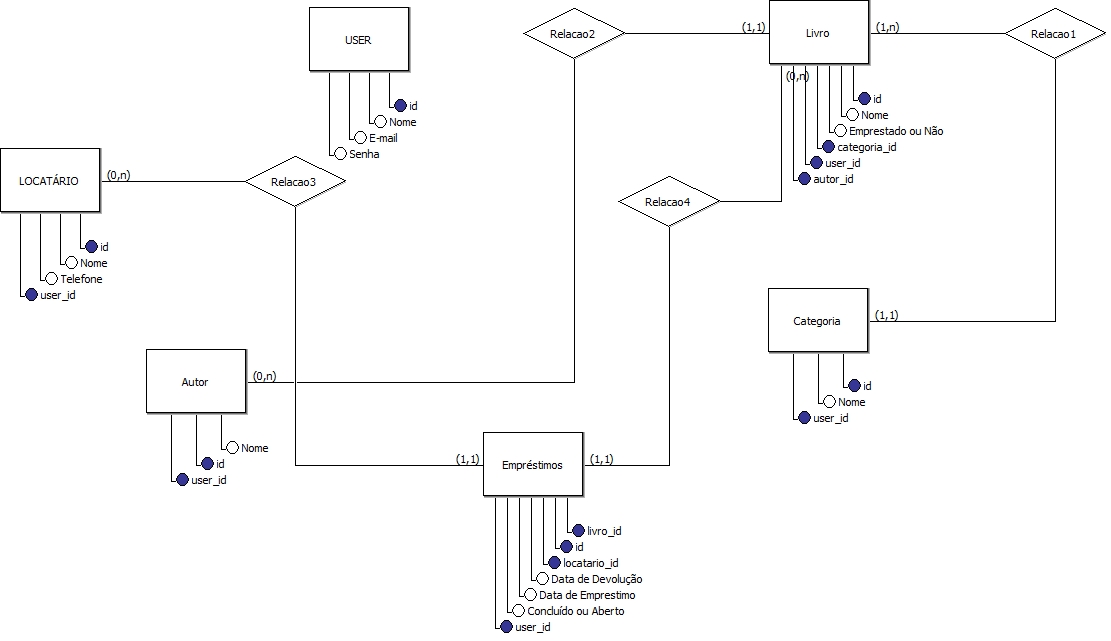 USER
id
Nome
E-mail
Senha
Relacao2
(1,1)
Livro
(1,n)
Relacao1
(0,n)
id
Nome
Emprestado ou Não
categoria_id
user_id
autor_id
LOCATÁRIO
(0,n)
Relacao3
id
Nome
Telefone
user_id
Relacao4
Categoria
(1,1)
id
Nome
user_id
Autor
(0,n)
Nome
id
user_id
(1,1)
Empréstimos
(1,1)
livro_id
id
locatario_id
Data de Devolução
Data de Emprestimo
Concluído ou Aberto
user_id